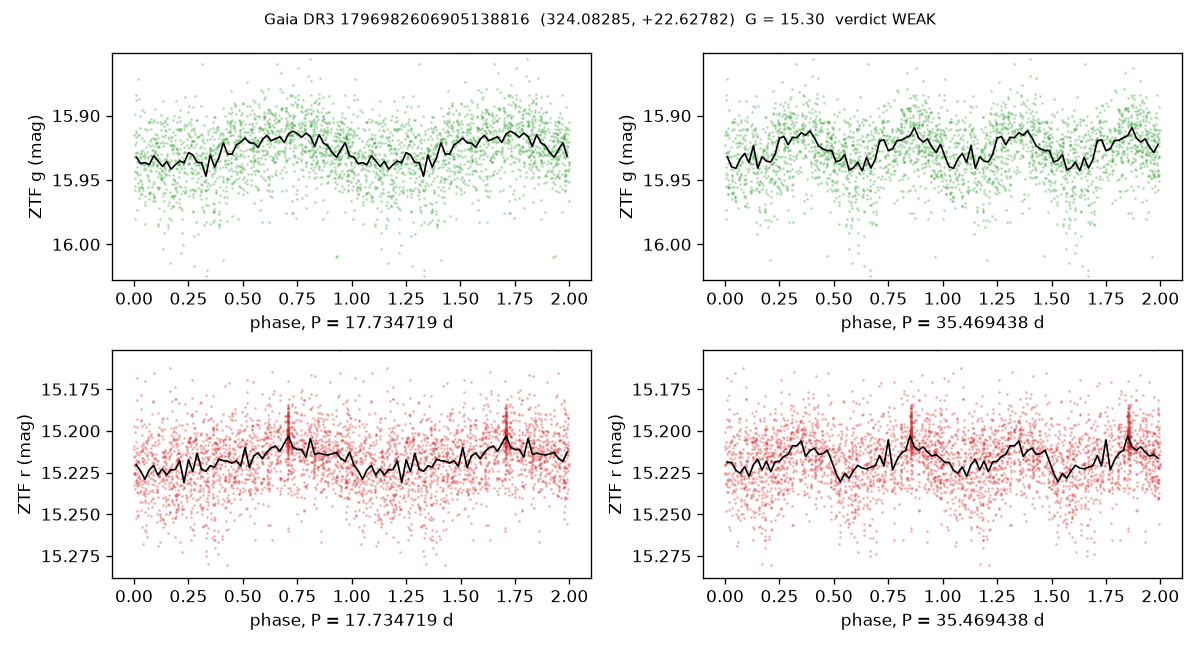 Gaia DR3 1796982606905138816  (324.08285, +22.62782)  G = 15.30  verdict WEAK
ZTF g (mag)
15.90
15.95
16.00
0.00 0.25 0.50 0.75 1.00 1.25 1.50 1.75 2.00
phase, P = 17.734719 d
ZTF g (mag)
15.90
15.95
16.00
0.00 0.25 0.50 0.75 1.00 1.25 1.50 1.75 2.00
phase, P = 35.469438 d
ZTF r (mag)
15.175
15.200
15.225
15.250
15.275
0.00 0.25 0.50 0.75 1.00 1.25 1.50 1.75 2.00
phase, P = 17.734719 d
ZTF r (mag)
15.175
15.200
15.225
15.250
15.275
0.00 0.25 0.50 0.75 1.00 1.25 1.50 1.75 2.00
phase, P = 35.469438 d